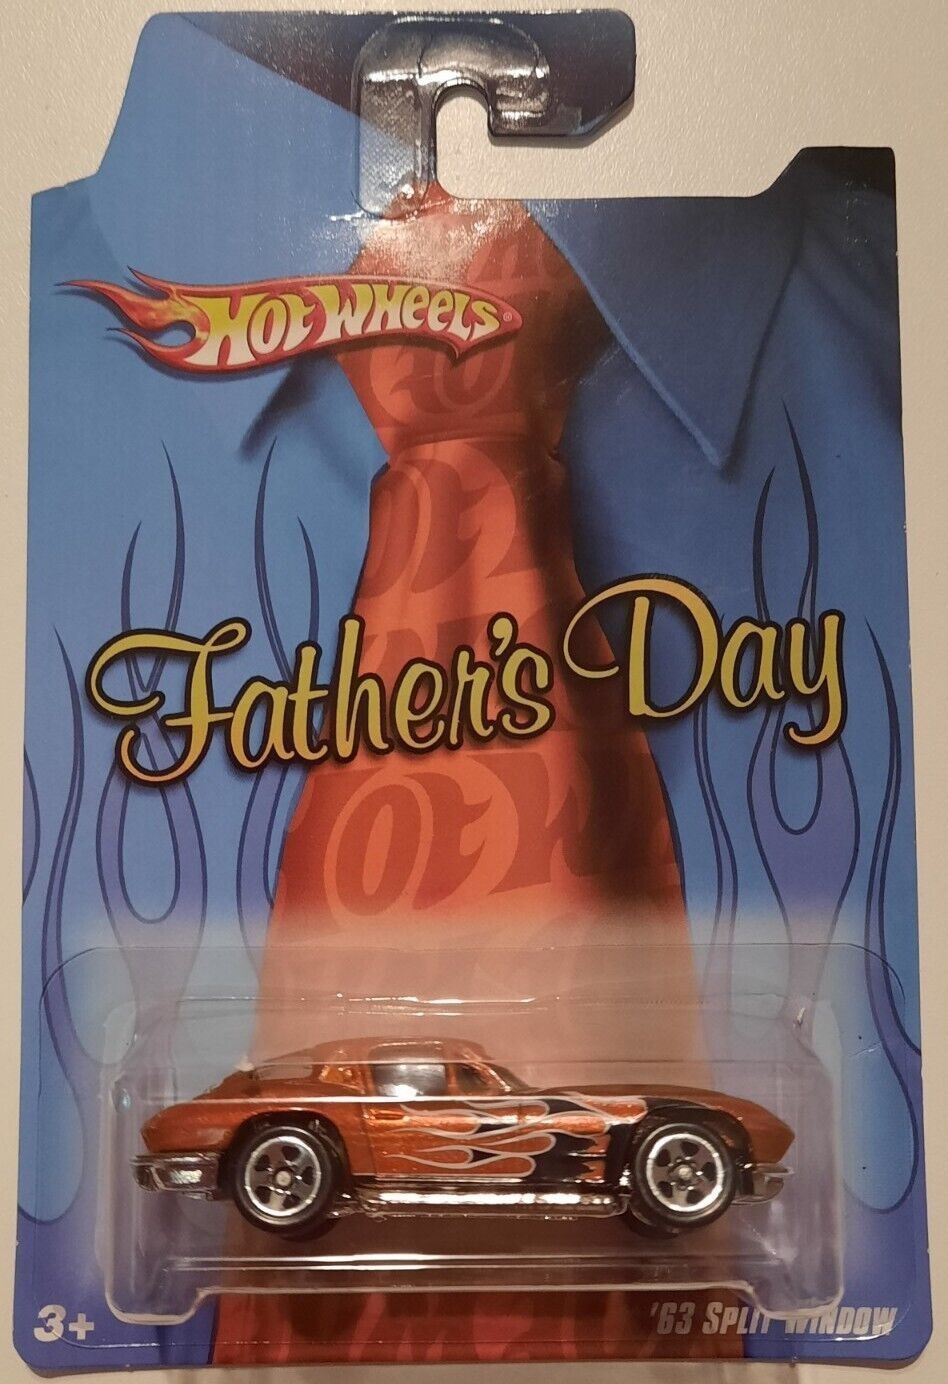 HOT WHEELS®
Father's Day
3+
'63 SPLIT WINDOW